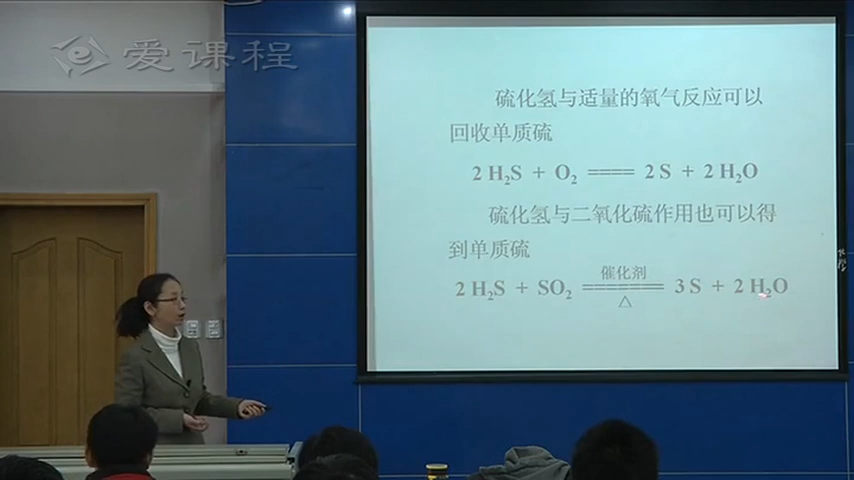 爱课程
硫化氢与适量的氧气反应可以
回收单质硫
2 H₂S + O₂ ==== 2 S + 2 H₂O
硫化氢与二氧化硫作用也可以得
到单质硫
催化剂
2 H₂S + SO₂ ====== 3 S + 2 H₂O
△